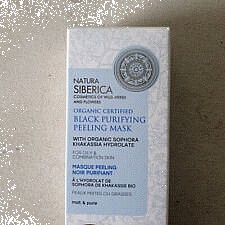 NATURA
SIBERICA
COSMETICS OF WILD HERBS
AND FLOWERS
ORGANIC CERTIFIED
BLACK PURIFYING
PEELING MASK
WITH ORGANIC SOPHORA
KHAKASSIA HYDROLATE
FOR OILY &
COMBINATION SKIN
MASQUE PEELING
NOIR PURIFIANT
À L'HYDROLAT DE
SOPHORA DE KHAKASSIE BIO
PEAUX MIXTES OU GRASSES
mat & pure